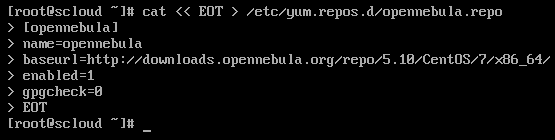 [root@scloud ~]# cat << EOT > /etc/yum.repos.d/opennebula.repo
> [opennebula]
> name=opennebula
> baseurl=http://downloads.opennebula.org/repo/5.10/CentOS/7/x86_64/
> enabled=1
> gpgcheck=0
> EOT
[root@scloud ~]# _